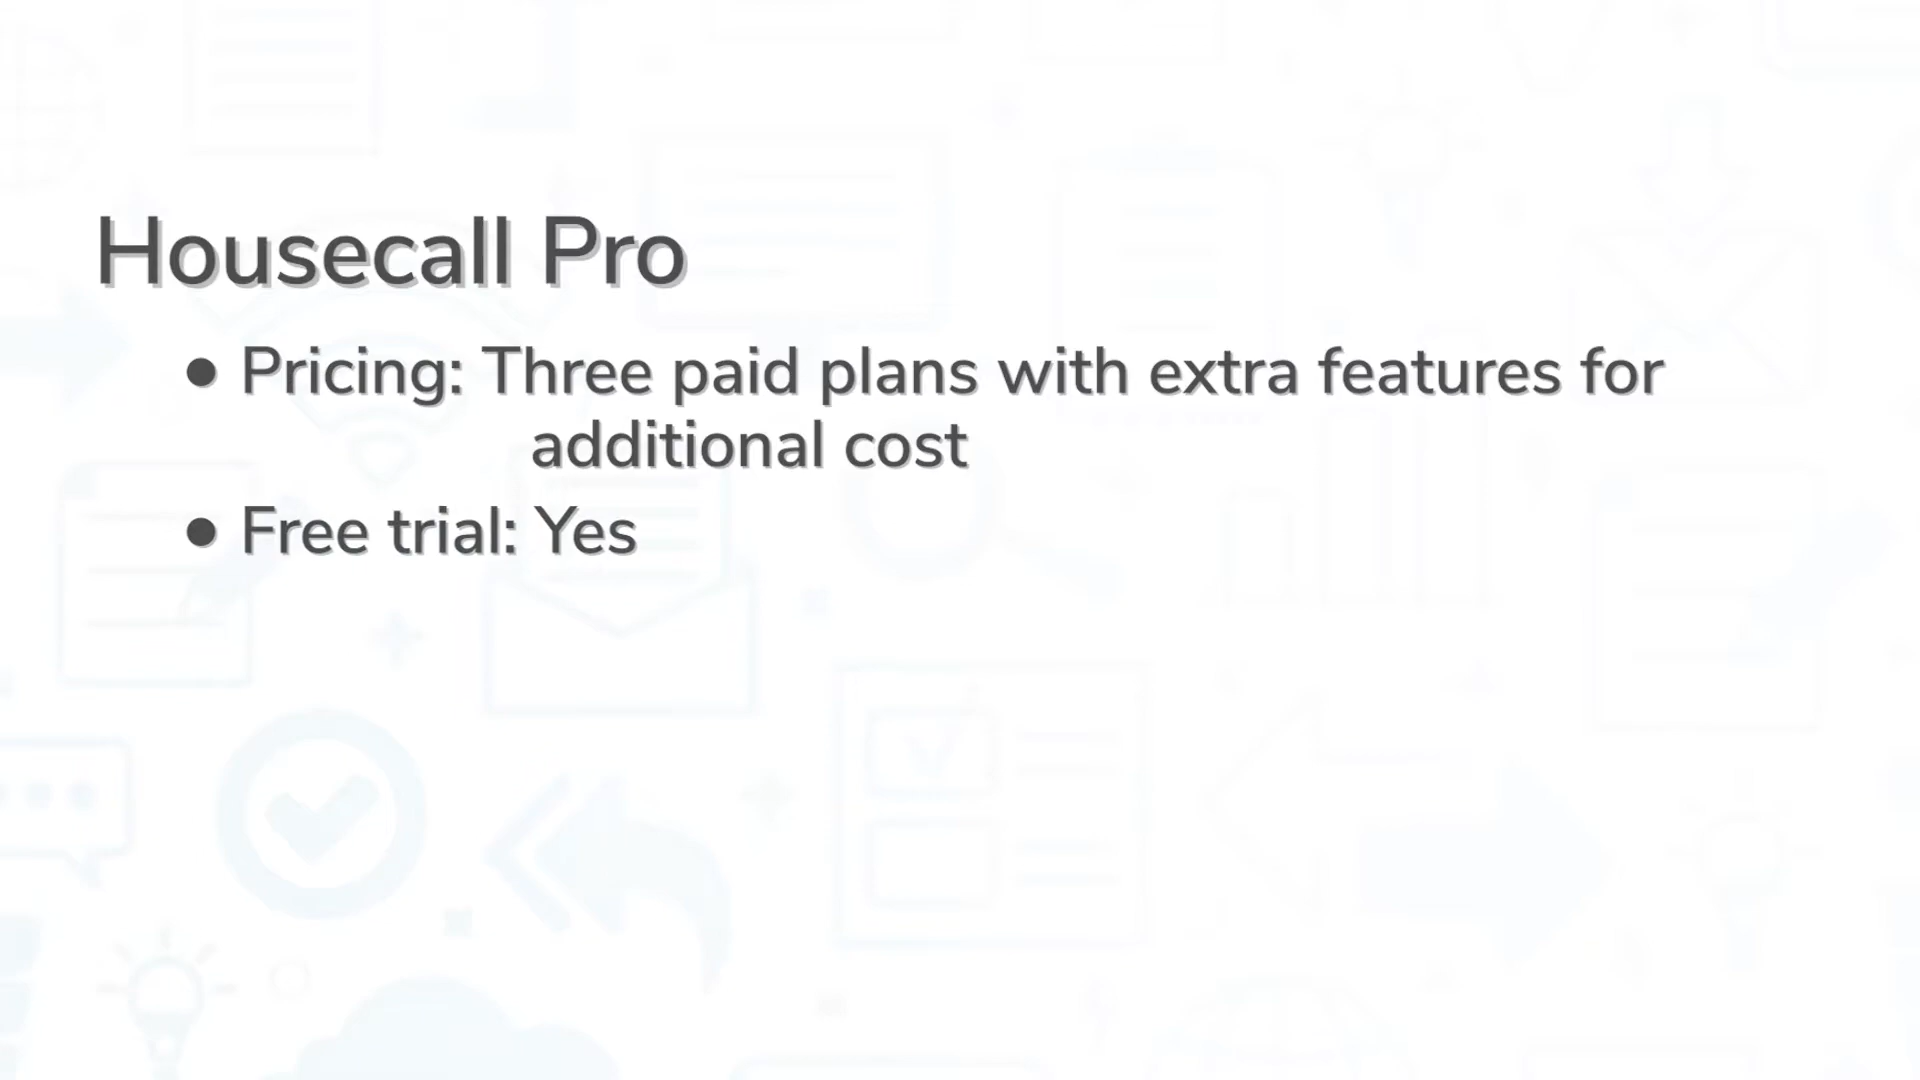 Housecall Pro
● Pricing: Three paid plans with extra features for
additional cost
● Free trial: Yes